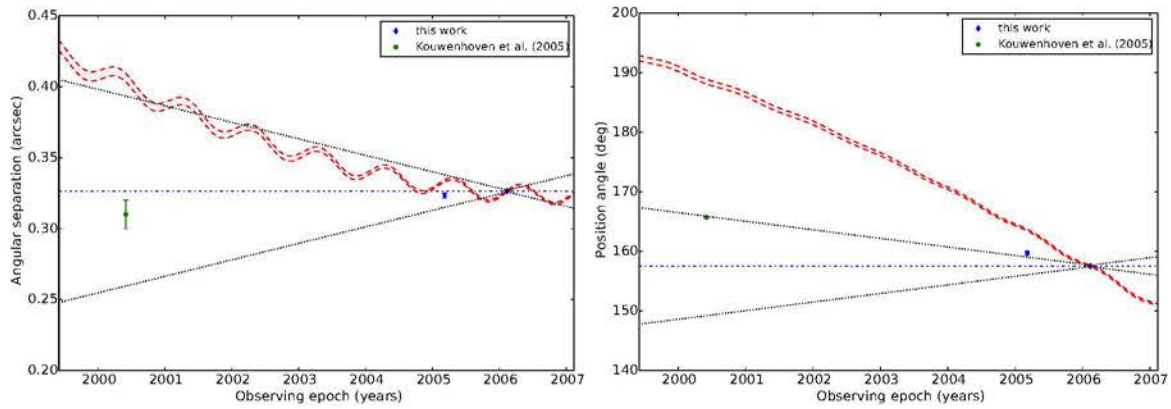 0.45
0.40
0.35
0.30
0.25
0.20
Angular separation (arcsec)
this work
Kouwenhoven et al. (2005)
2000 2001 2002 2003 2004 2005 2006 2007
Observing epoch (years)
200
190
180
170
160
150
140
Position angle (deg)
this work
Kouwenhoven et al. (2005)
2000 2001 2002 2003 2004 2005 2006 2007
Observing epoch (years)